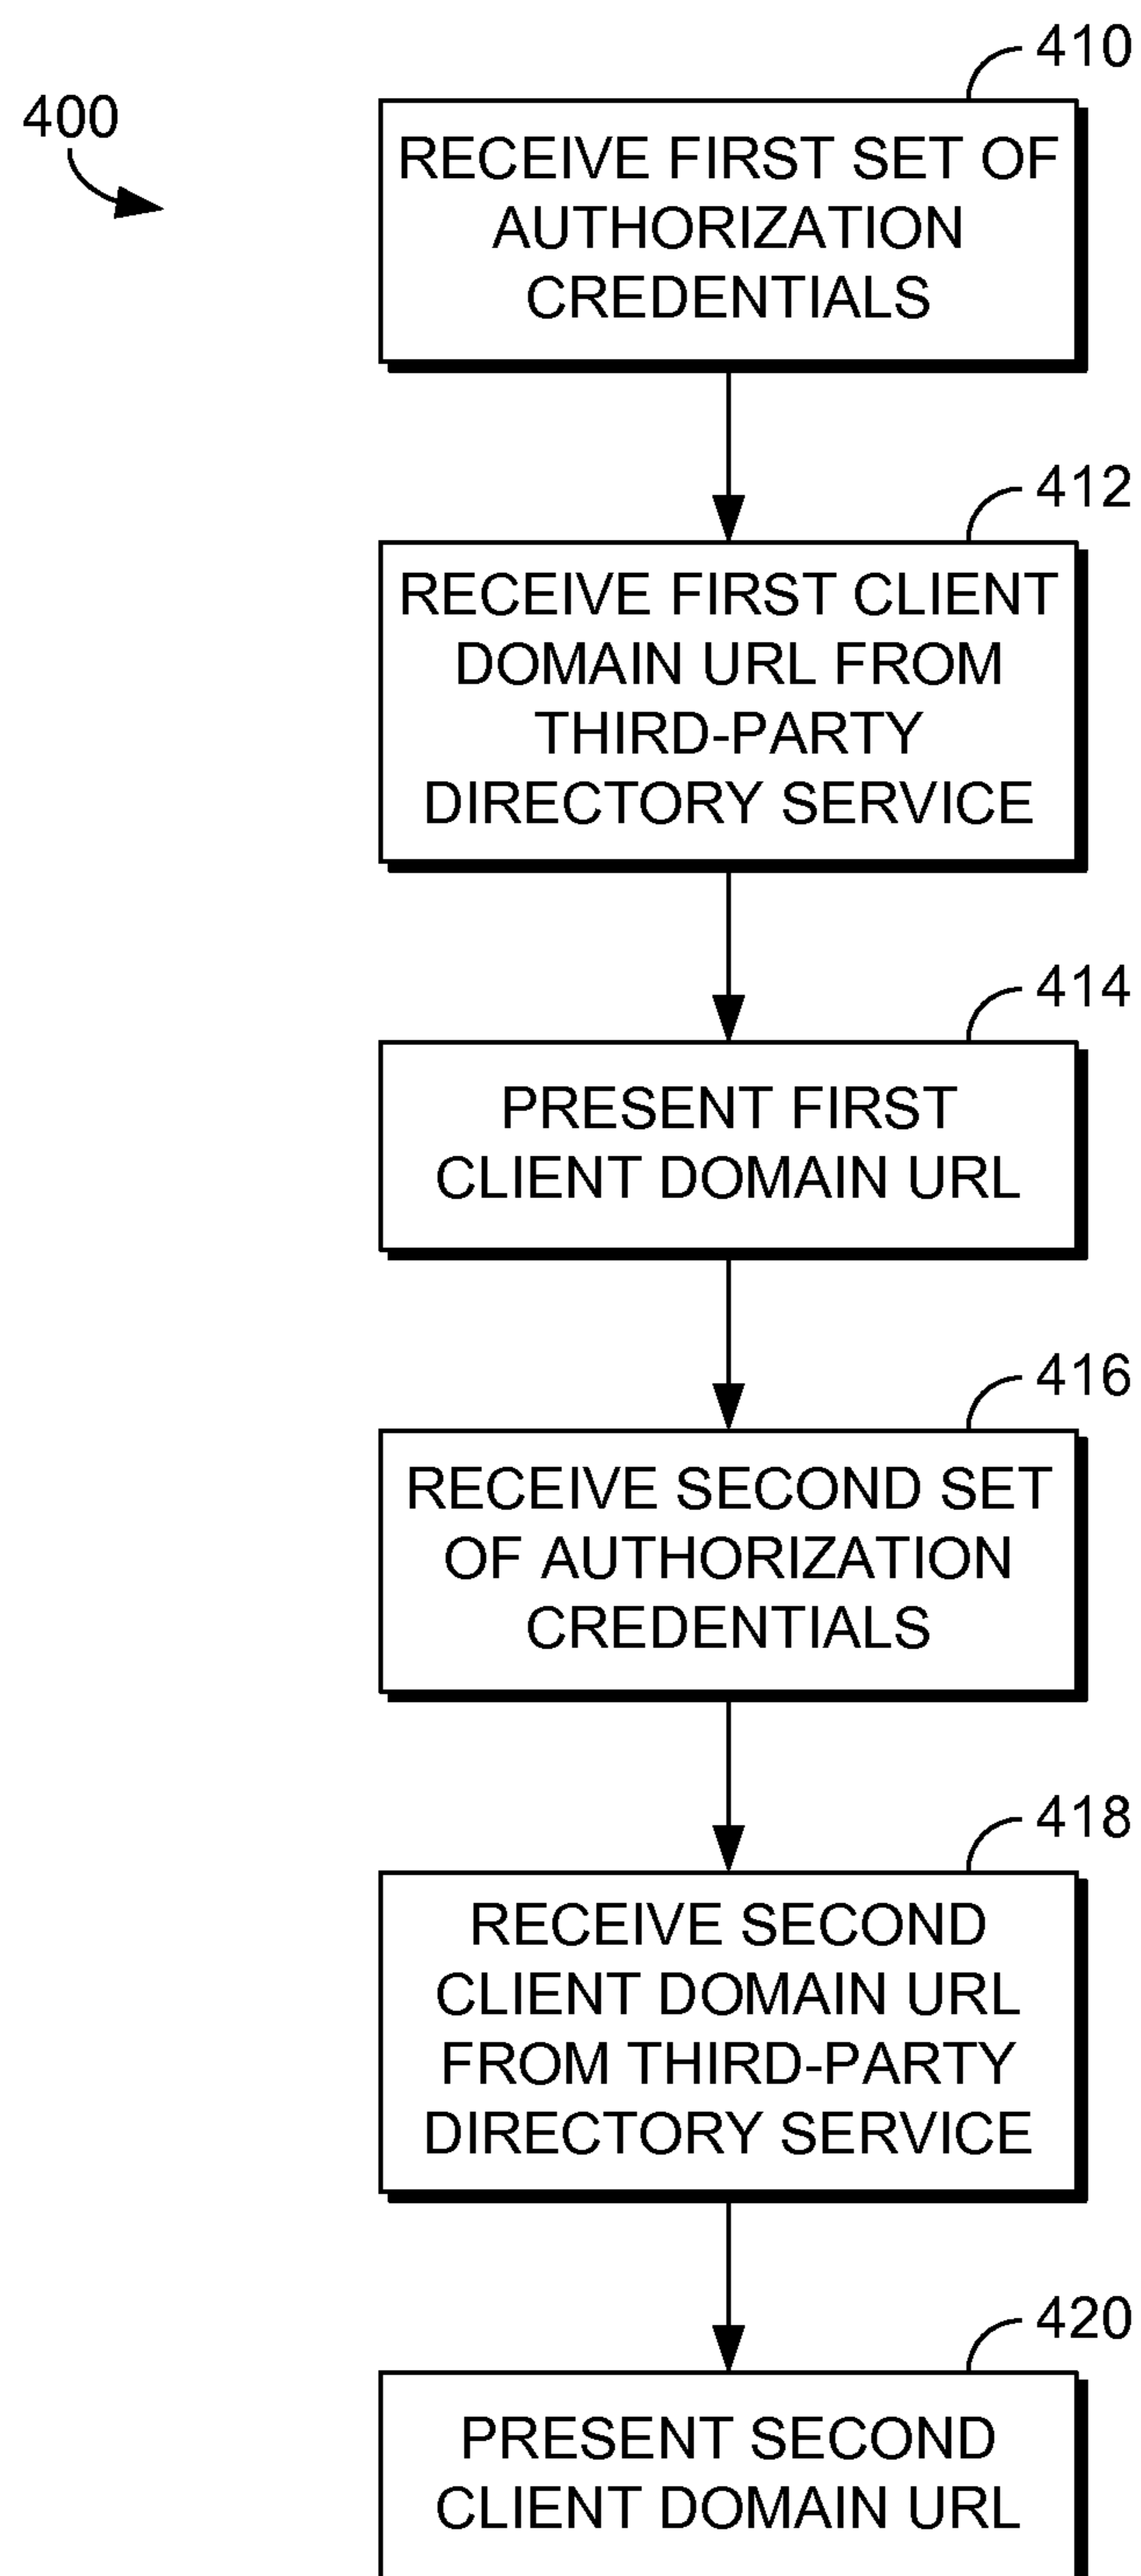 410
400
RECEIVE FIRST SET OF
AUTHORIZATION
CREDENTIALS
412
RECEIVE FIRST CLIENT
DOMAIN URL FROM
THIRD-PARTY
DIRECTORY SERVICE
414
PRESENT FIRST
CLIENT DOMAIN URL
416
RECEIVE SECOND SET
OF AUTHORIZATION
CREDENTIALS
418
RECEIVE SECOND
CLIENT DOMAIN URL
FROM THIRD-PARTY
DIRECTORY SERVICE
420
PRESENT SECOND
CLIENT DOMAIN URL